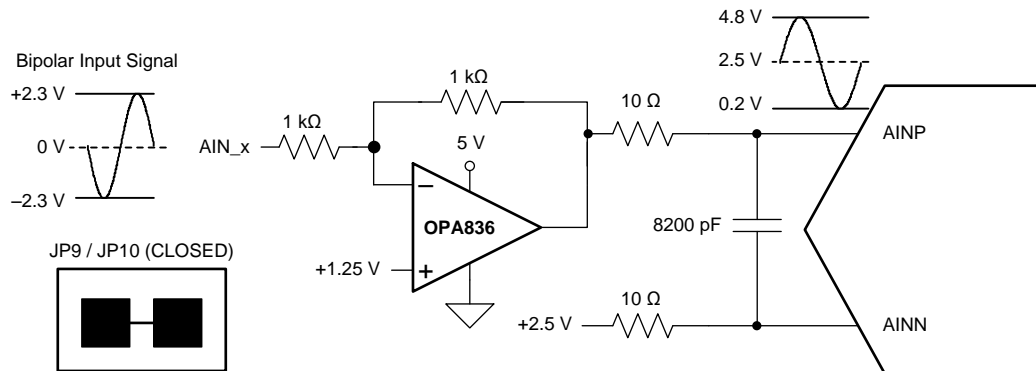 Bipolar Input Signal
+2.3 V
0 V
–2.3 V
JP9 / JP10 (CLOSED)
AIN_x
1 kΩ
1 kΩ
5 V
–
OPA836
+
+1.25 V
10 Ω
4.8 V
2.5 V
0.2 V
AINP
8200 pF
+2.5 V
10 Ω
AINN